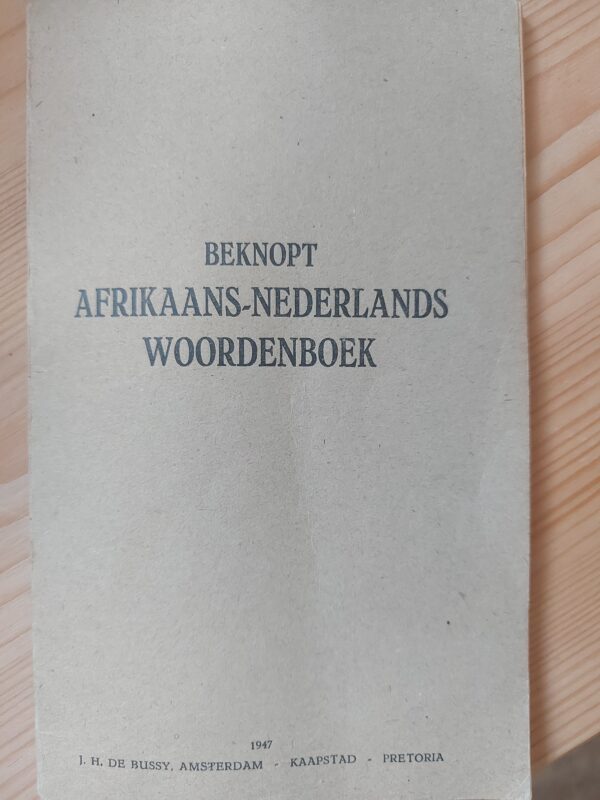 BEKNOPT
AFRIKAANS-NEDERLANDS
WOORDENBOEK
1947
J. H. DE BUSSY, AMSTERDAM - KAAPSTAD - PRETORIA